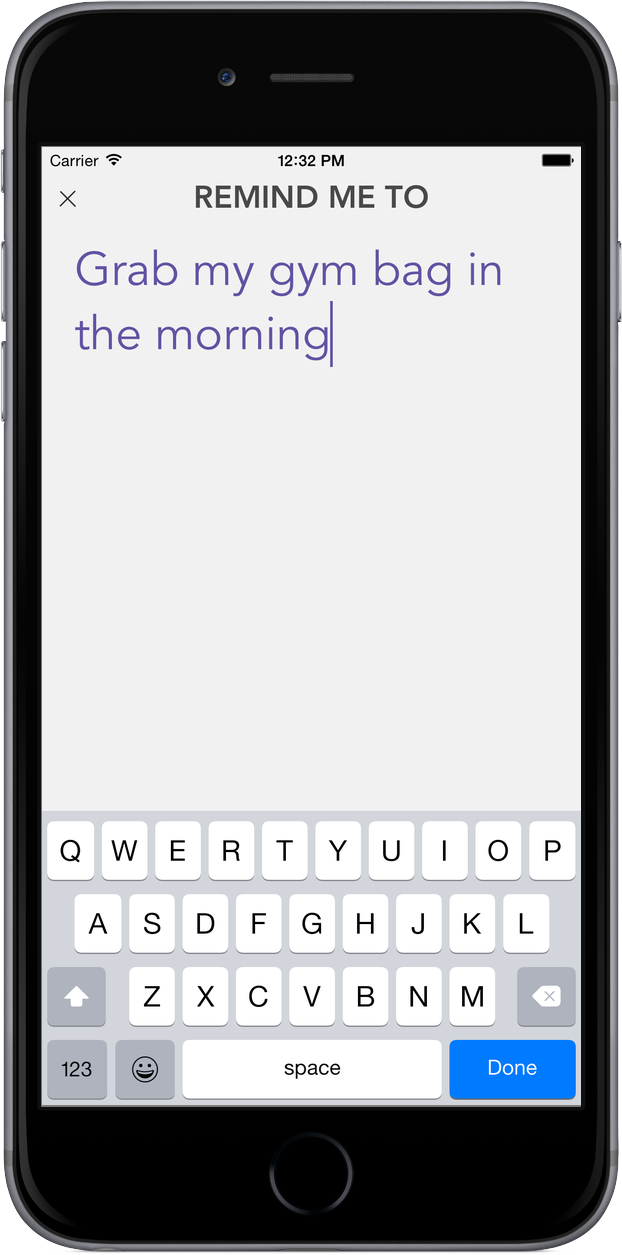 Carrier 12:32 PM
REMIND ME TO
Grab my gym bag in
the morning
Q W E R T Y U I O P
A S D F G H J K L
Z X C V B N M
123 space Done